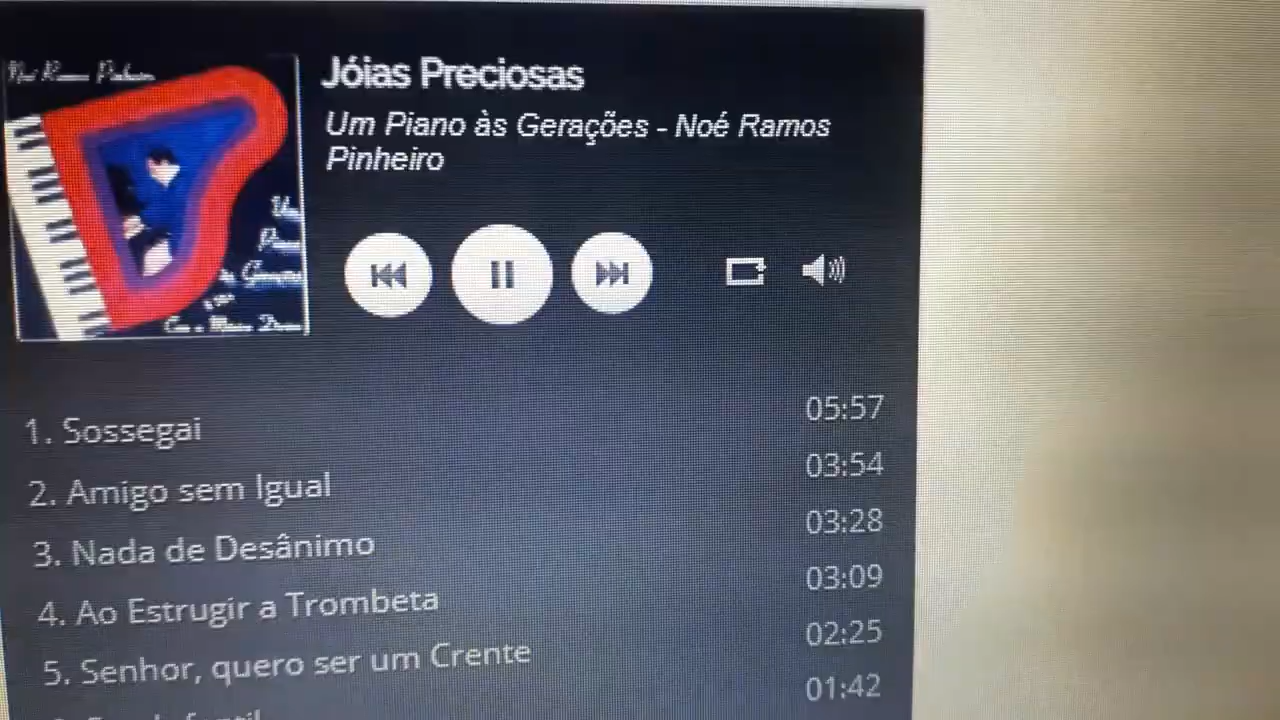 Jóias Preciosas
Um Piano às Gerações - Noé Ramos
Pinheiro
1. Sossegai 05:57
2. Amigo sem Igual 03:54
3. Nada de Desânimo 03:28
4. Ao Estrugir a Trombeta 03:09
5. Senhor, quero ser um Crente 02:25
01:42